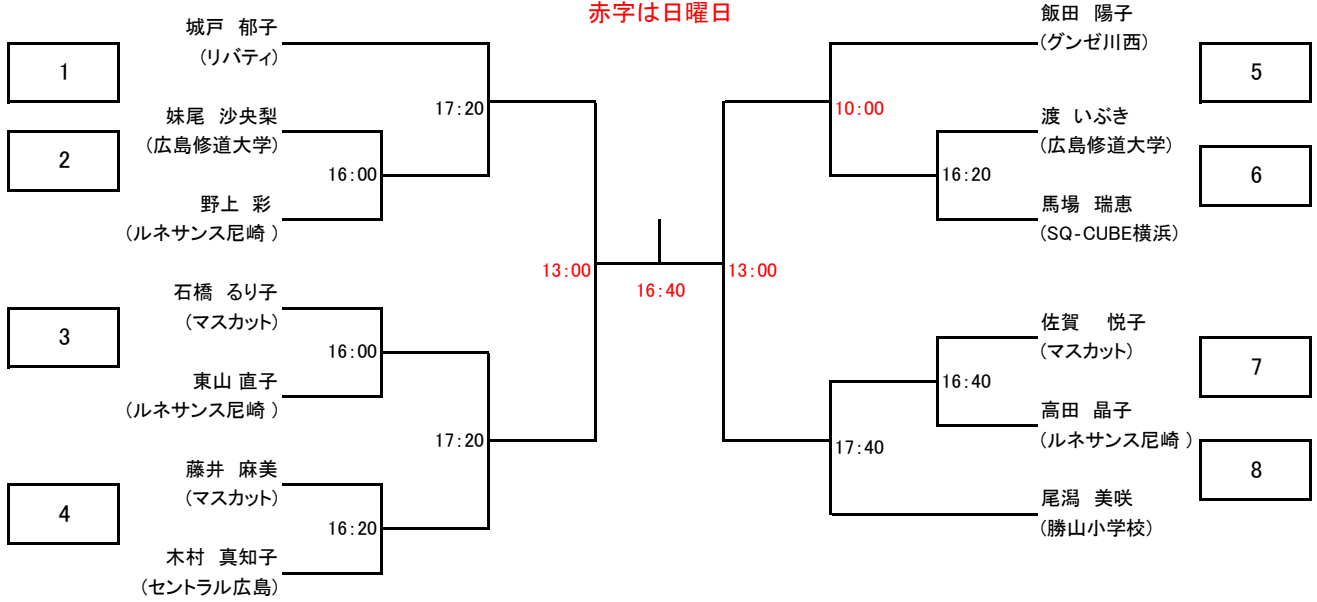 赤字は日曜日
城戸　郁子
(リバティ)
1
17:20
妹尾　沙央梨
(広島修道大学)
2
16:00
野上　彩
(ルネサンス尼崎 )
13:00
石橋　るり子
(マスカット)
3
16:00
東山 直子
(ルネサンス尼崎 )
17:20
藤井　麻美
(マスカット)
4
16:20
木村　真知子
(セントラル広島)
16:40
飯田　陽子
(グンゼ川西)
5
10:00
渡　いぶき
(広島修道大学)
6
16:20
馬場　瑞恵
(SQ-CUBE横浜)
13:00
佐賀　　悦子
(マスカット)
7
16:40
高田　晶子
(ルネサンス尼崎 )
17:40
8
尾潟　美咲
(勝山小学校)